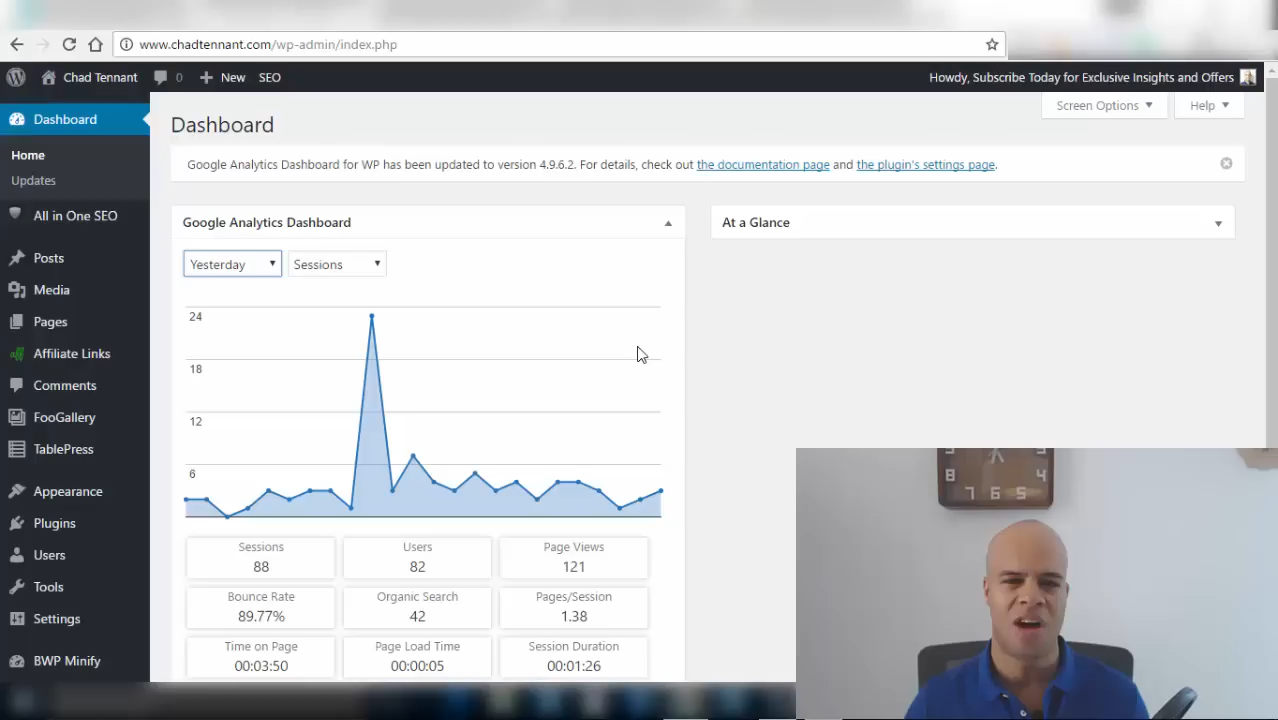 www.chadtennant.com/wp-admin/index.php
Chad Tennant 0 New SEO Howdy, Subscribe Today for Exclusive Insights and Offers
Dashboard
Home
Updates
All in One SEO
Posts
Media
Pages
Affiliate Links
Comments
FooGallery
TablePress
Appearance
Plugins
Users
Tools
Settings
BWP Minify
Screen Options Help
Dashboard
Google Analytics Dashboard for WP has been updated to version 4.9.6.2. For details, check out the documentation page and the plugin's settings page.
Google Analytics Dashboard
At a Glance
Yesterday Sessions
24
18
12
6
Sessions Users Page Views
88 82 121
Bounce Rate Organic Search Pages/Session
89.77% 42 1.38
Time on Page Page Load Time Session Duration
00:03:50 00:00:05 00:01:26
8 4
7 6 5